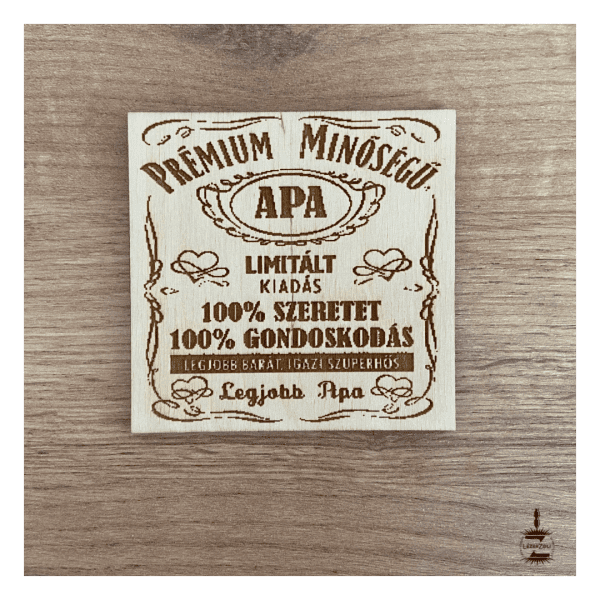 PRÉMIUM MINŐSÉGŰ
APA
LIMITÁLT
KIADÁS
100% SZERETET
100% GONDOSKODÁS
LEGJOBB BARÁT, IGAZI SZUPERHŐS
Legjobb Apa